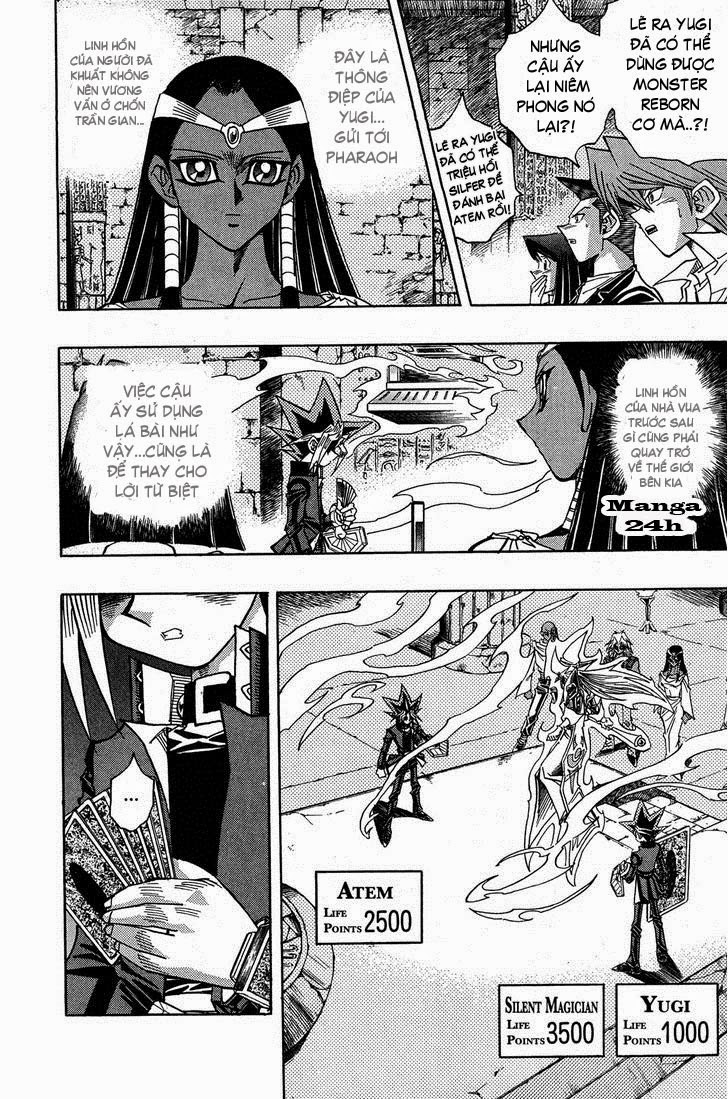 LẼ RA YUGI
ĐÃ CÓ THỂ
DÙNG ĐƯỢC
MONSTER
REBORN
CƠ MÀ..?!
NHƯNG
CẬU ẤY
LẠI NIÊM
PHONG NÓ
LẠI?!
LẼ RA YUGI
ĐÃ CÓ THỂ
TRIỆU HỒI
SILFER ĐỂ
ĐÁNH BẠI
ATEM RỒI!
ĐÂY LÀ
THÔNG
ĐIỆP CỦA
YUGI...
GỬI TỚI
PHARAOH
LINH HỒN
CỦA NGƯỜI ĐÃ
KHUẤT KHÔNG
NÊN VƯƠNG
VẤN Ở CHỐN
TRẦN GIAN...
LINH HỒN
CỦA NHÀ VUA
TRƯỚC SAU
GÌ CŨNG PHẢI
QUAY TRỞ
VỀ THẾ GIỚI
BÊN KIA
Manga
24h
VIỆC CẬU
ẤY SỬ DỤNG
LÁ BÀI NHƯ
VẬY...CŨNG LÀ
ĐỂ THAY CHO
LỜI TỪ BIỆT
ATEM
LIFE
POINTS 2500
SILENT MAGICIAN
LIFE
POINTS 3500
YUGI
LIFE
POINTS 1000
...